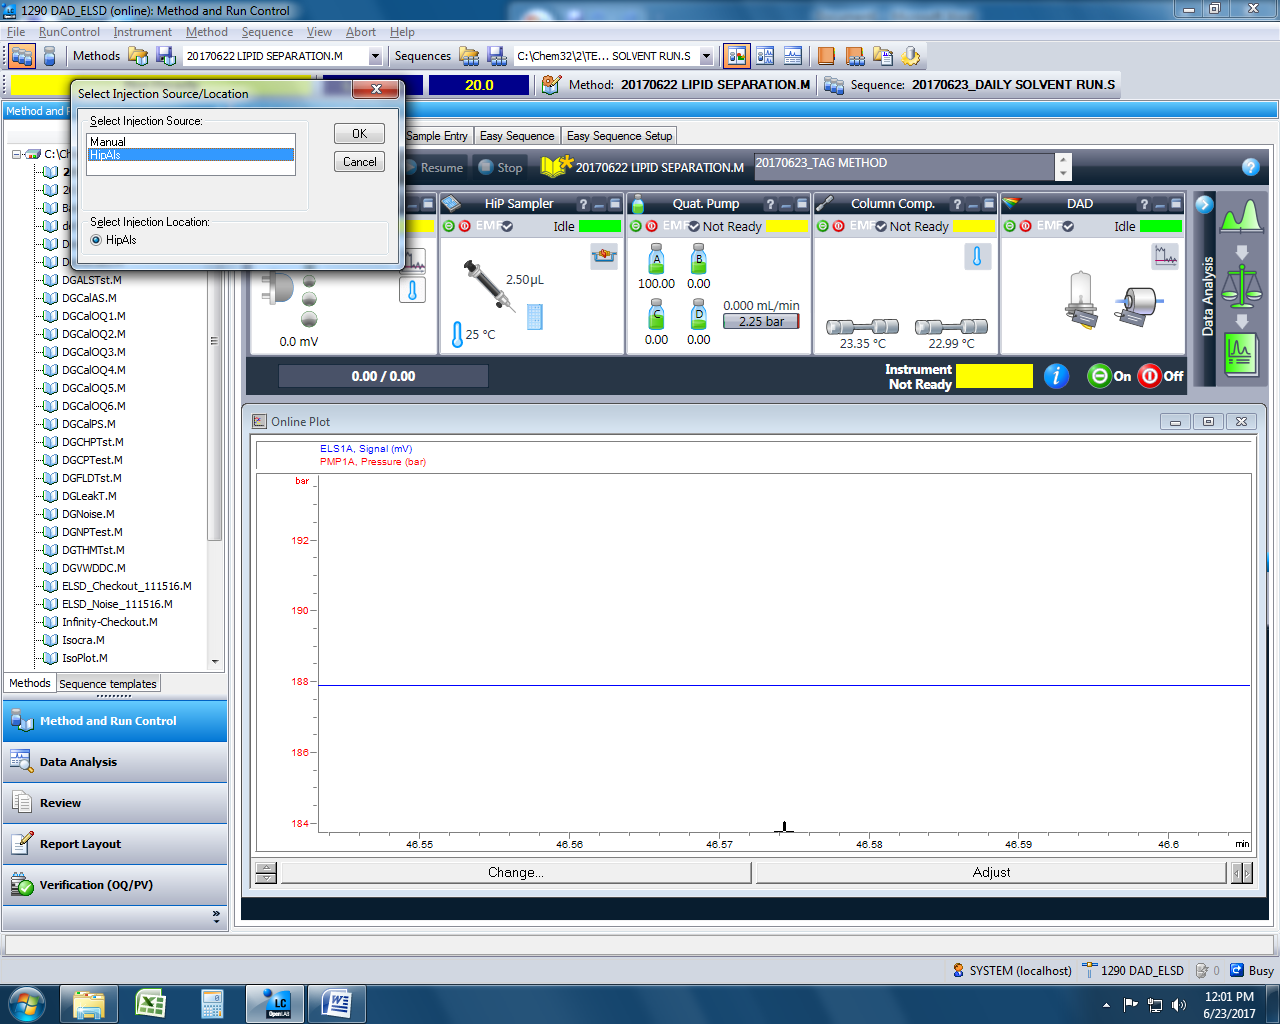 1290 DAD_ELSD (online): Method and Run Control
File RunControl Instrument Method Sequence View Abort Help
Methods 20170622 LIPID SEPARATION.M Sequences C:\Chem32\2\TE... SOLVENT RUN.S
20.0 Method: 20170622 LIPID SEPARATION.M Sequence: 20170623_DAILY SOLVENT RUN.S
Select Injection Source/Location
Select Injection Source:
Manual
HipAls
OK
Cancel
Select Injection Location:
HipAls
Sample Entry Easy Sequence Easy Sequence Setup
Resume Stop 20170622 LIPID SEPARATION.M 20170623_TAG METHOD
HiP Sampler Quat. Pump Column Comp. DAD
EMF Idle EMF Not Ready EMF Not Ready EMF Idle
0.0 mV
2.50µL
25 °C
A B
100.00 0.00
C D
0.00 0.00
0.000 mL/min
2.25 bar
23.35 °C 22.99 °C
Data Analysis
0.00 / 0.00
Instrument
Not Ready
On Off
DGALSTst.M
DGCalAS.M
DGCalOQ1.M
DGCalOQ2.M
DGCalOQ3.M
DGCalOQ4.M
DGCalOQ5.M
DGCalOQ6.M
DGCalPS.M
DGCHPTst.M
DGCPTest.M
DGFLDTst.M
DGLeakT.M
DGNoise.M
DGNPTest.M
DGTHMTst.M
DGVWDDC.M
ELSD_Checkout_111516.M
ELSD_Noise_111516.M
Infinity-Checkout.M
Isocra.M
IsoPlot.M
Methods Sequence templates
Method and Run Control
Data Analysis
Review
Report Layout
Verification (OQ/PV)
Online Plot
ELS1A, Signal (mV)
PMP1A, Pressure (bar)
bar
192
190
188
186
184
46.55 46.56 46.57 46.58 46.59 46.6 min
Change... Adjust
SYSTEM (localhost) 1290 DAD_ELSD 0 Busy
12:01 PM
6/23/2017